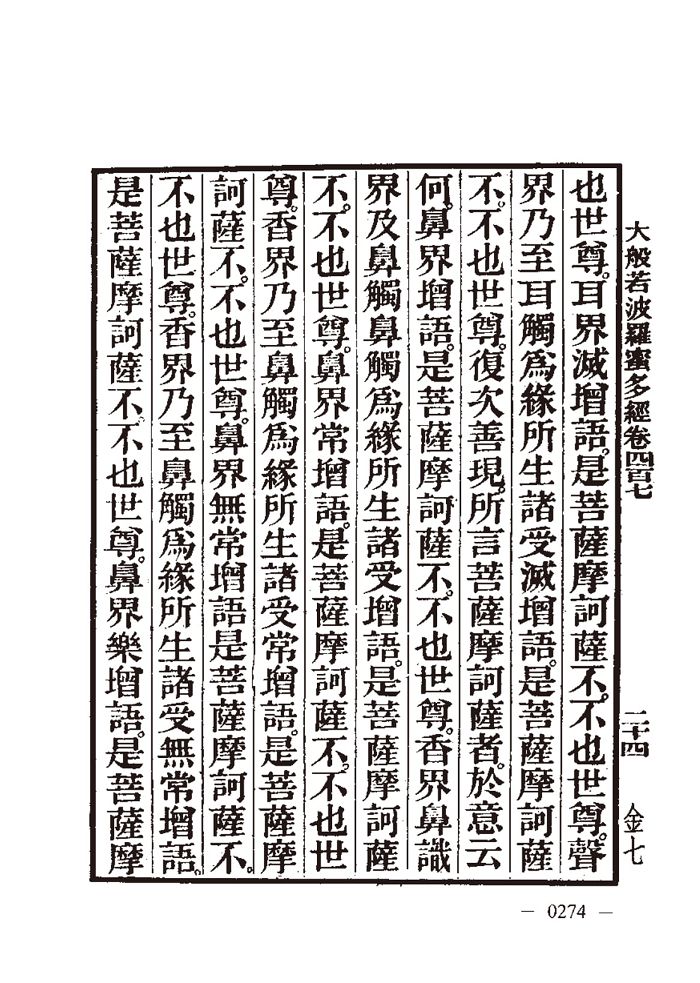 大般若波羅蜜多經卷四百七 二十四 金七
也世尊。耳界滅增語。是菩薩摩訶薩不。不也世尊。聲
界乃至耳觸爲緣所生諸受滅增語。是菩薩摩訶薩
不。不也世尊。復次善現。所言菩薩摩訶薩者。於意云
何。鼻界增語。是菩薩摩訶薩不。不也世尊。香界鼻識
界及鼻觸鼻觸爲緣所生諸受增語。是菩薩摩訶薩
不。不也世尊。鼻界常增語。是菩薩摩訶薩不。不也世
尊。香界乃至鼻觸爲緣所生諸受常增語。是菩薩摩
訶薩不。不也世尊。鼻界無常增語是菩薩摩訶薩不。
不也世尊。香界乃至鼻觸爲緣所生諸受無常增語。
是菩薩摩訶薩不。不也世尊。鼻界樂增語。是菩薩摩
— 0274 —